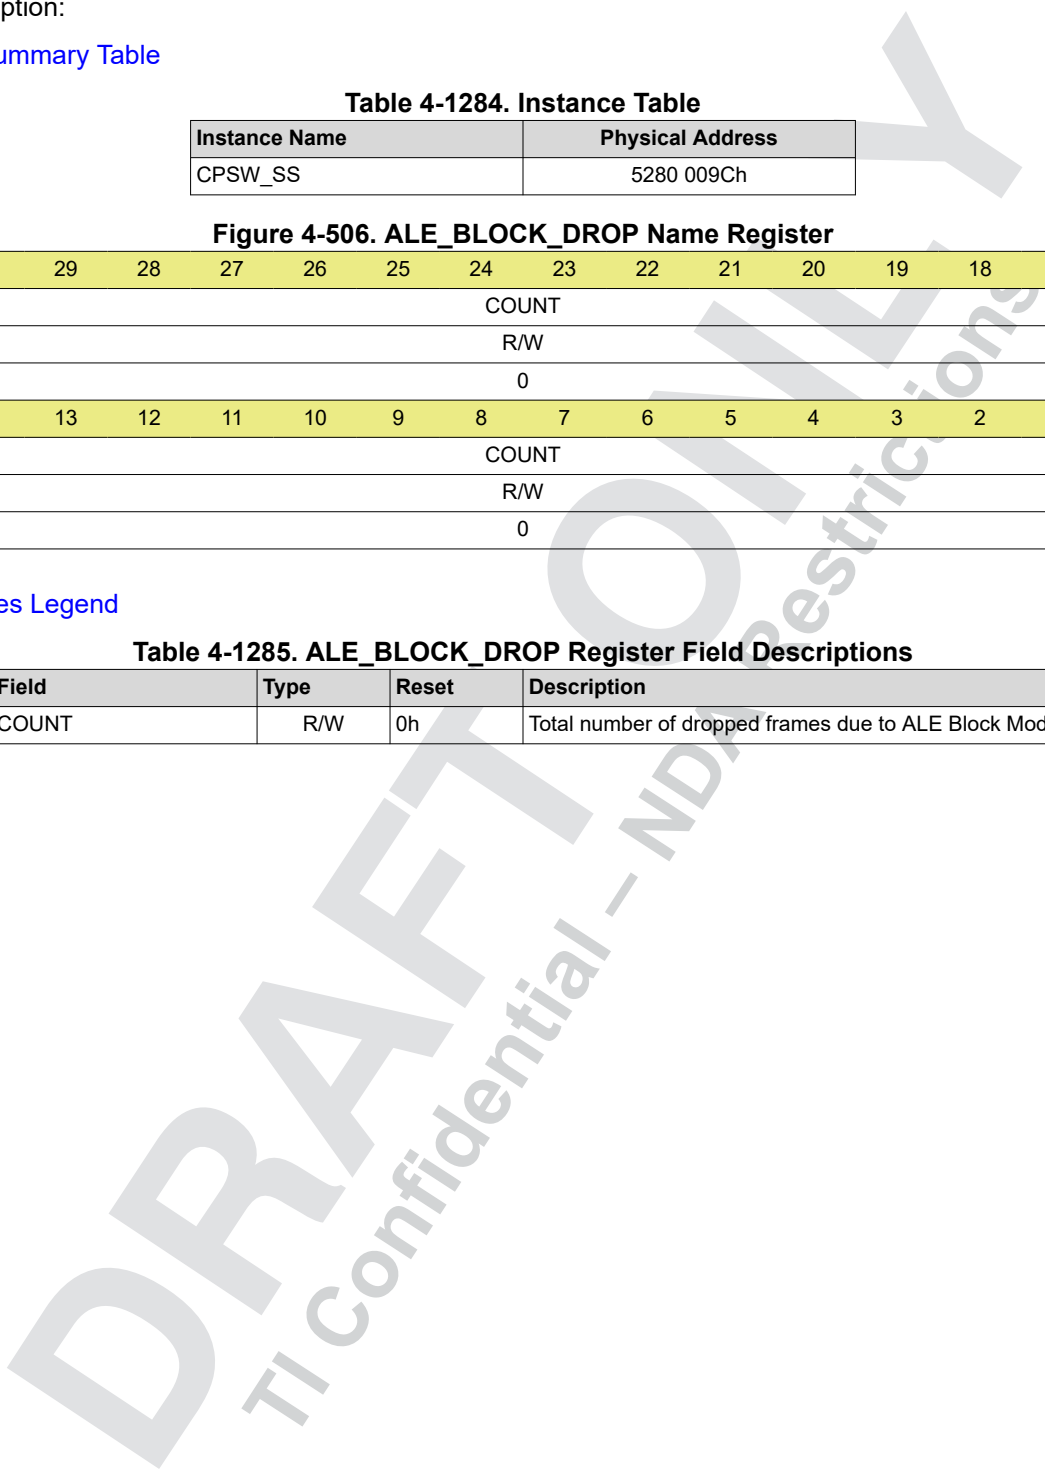 ption:
ummary Table
Table 4-1284. Instance Table
Instance Name Physical Address
CPSW_SS 5280 009Ch
Figure 4-506. ALE_BLOCK_DROP Name Register
29 28 27 26 25 24 23 22 21 20 19 18
COUNT
R/W
0
13 12 11 10 9 8 7 6 5 4 3 2
COUNT
R/W
0
es Legend
Table 4-1285. ALE_BLOCK_DROP Register Field Descriptions
Field Type Reset Description
COUNT R/W 0h Total number of dropped frames due to ALE Block Mod
DRAFT ONLY
TI Confidential – NDA Restrictions